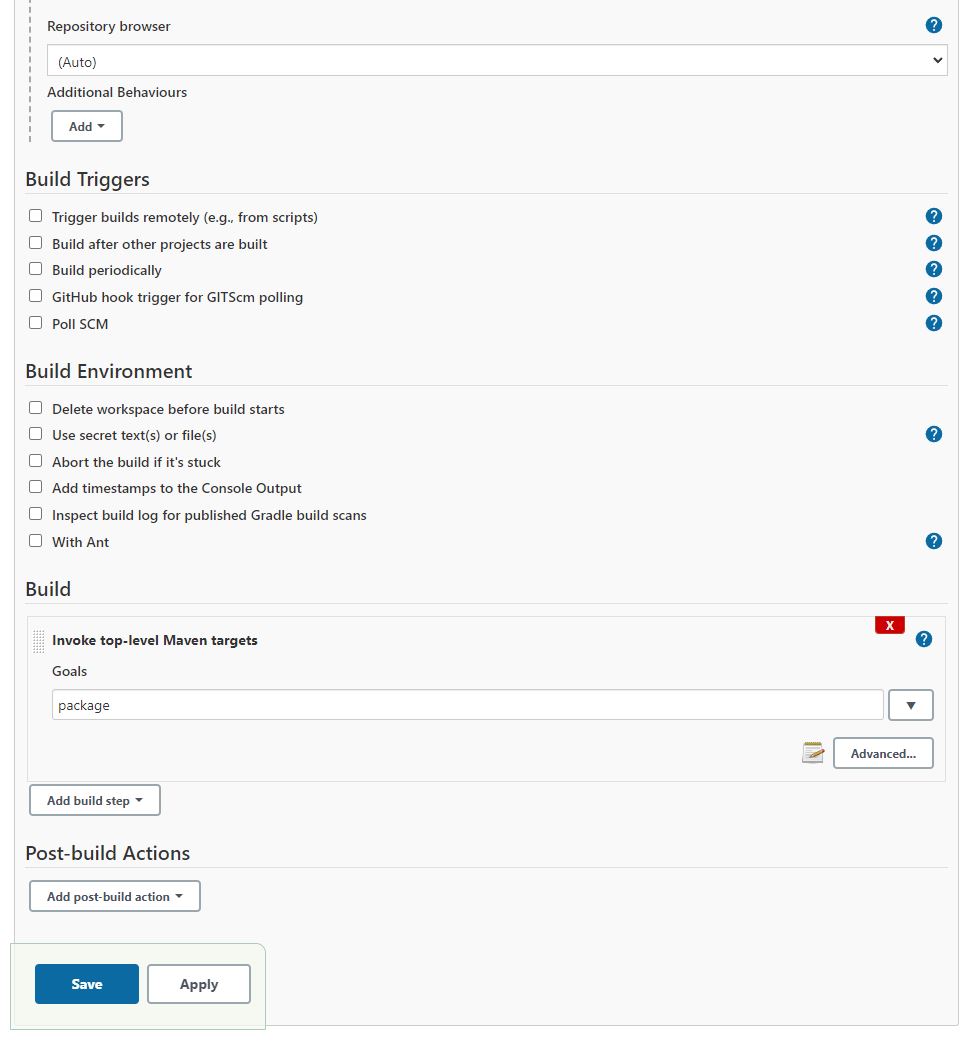 Repository browser
?
(Auto)
Additional Behaviours
Add
Build Triggers
Trigger builds remotely (e.g., from scripts)
?
Build after other projects are built
?
Build periodically
?
GitHub hook trigger for GITScm polling
?
Poll SCM
?
Build Environment
Delete workspace before build starts
Use secret text(s) or file(s)
?
Abort the build if it's stuck
Add timestamps to the Console Output
Inspect build log for published Gradle build scans
With Ant
?
Build
X
Invoke top-level Maven targets
?
Goals
package
Advanced...
Add build step
Post-build Actions
Add post-build action
Save
Apply